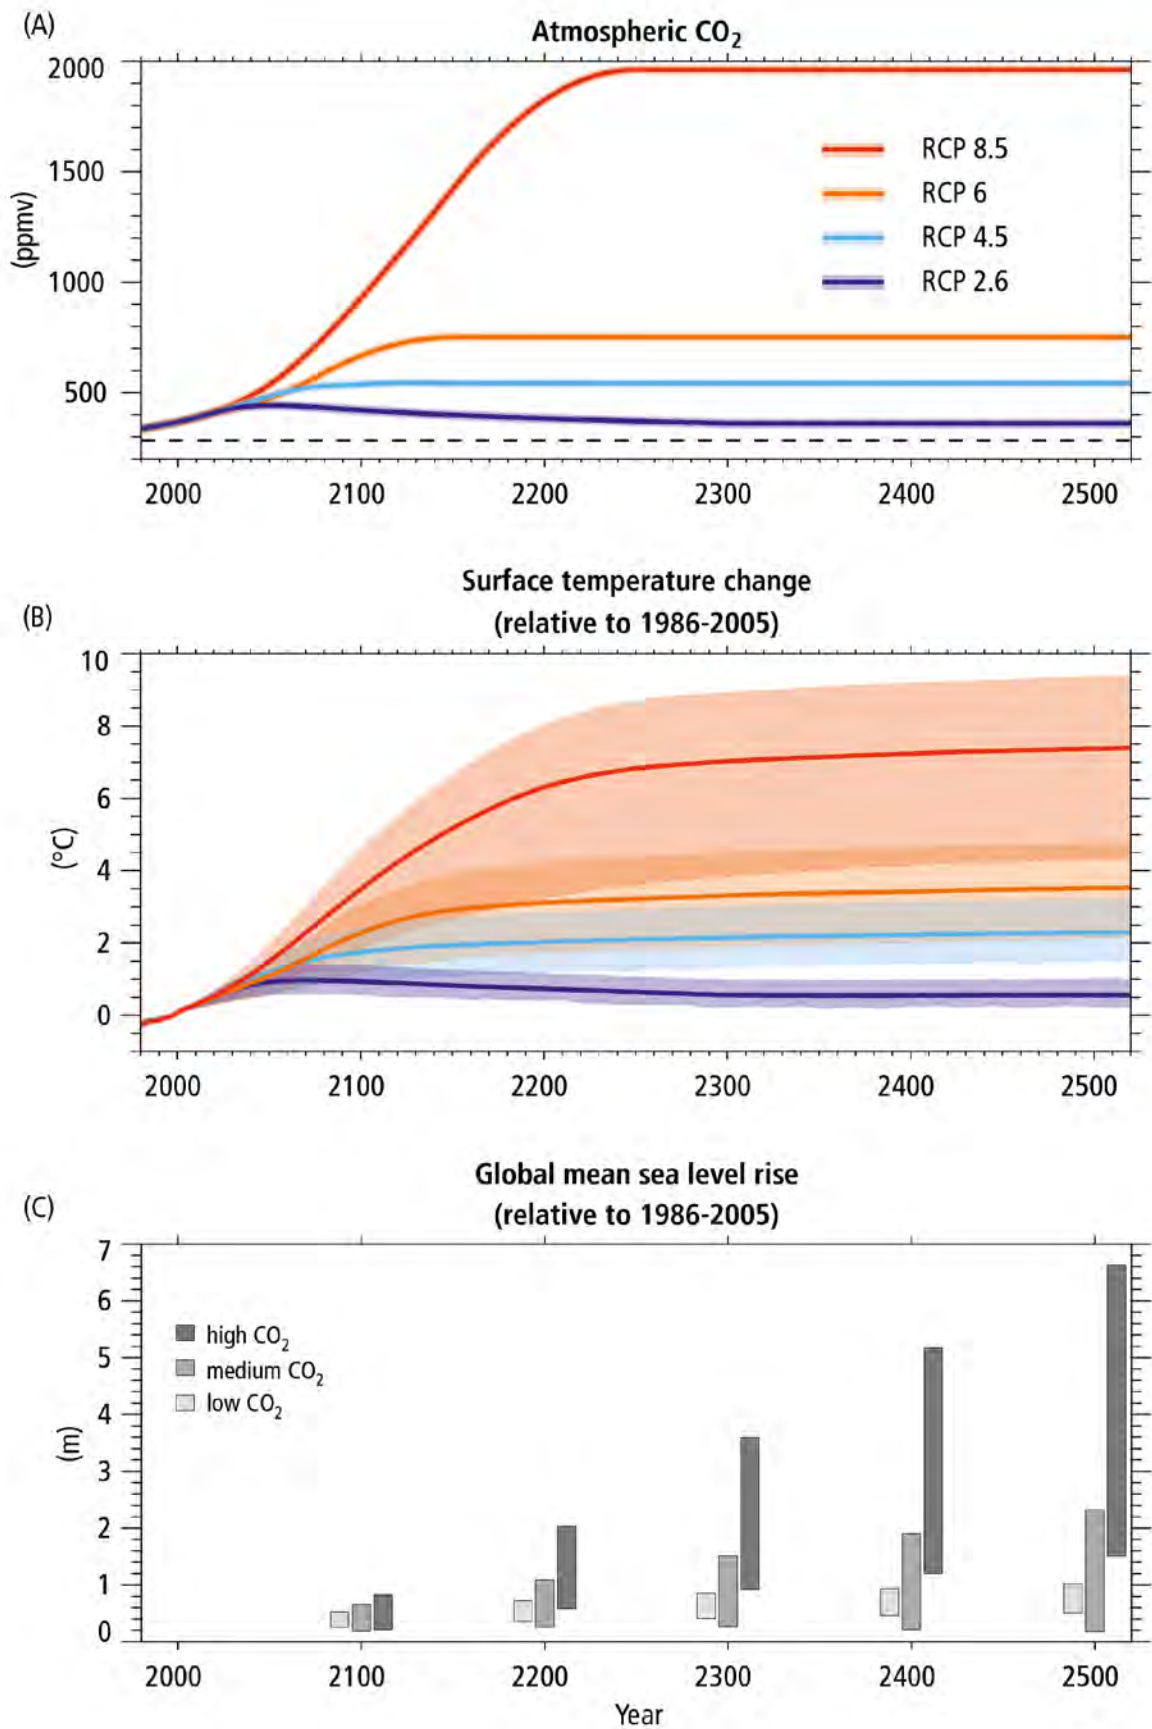 (A)
Atmospheric CO₂
2000
1500
1000
500
(ppmv)
RCP 8.5
RCP 6
RCP 4.5
RCP 2.6
2000 2100 2200 2300 2400 2500
Surface temperature change
(B)
(relative to 1986-2005)
10
8
6
4
2
0
(°C)
2000 2100 2200 2300 2400 2500
Global mean sea level rise
(C)
(relative to 1986-2005)
7
6
5
4
3
2
1
0
(m)
high CO₂
medium CO₂
low CO₂
2000 2100 2200 2300 2400 2500
Year